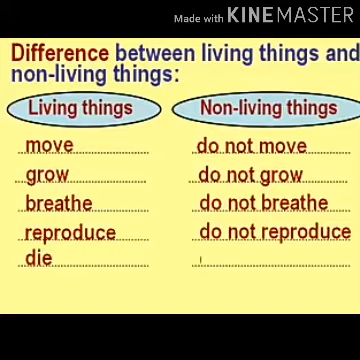 Made with KINEMASTER
Difference between living things and
non-living things:
Living things Non-living things
move do not move
grow do not grow
breathe do not breathe
reproduce do not reproduce
die